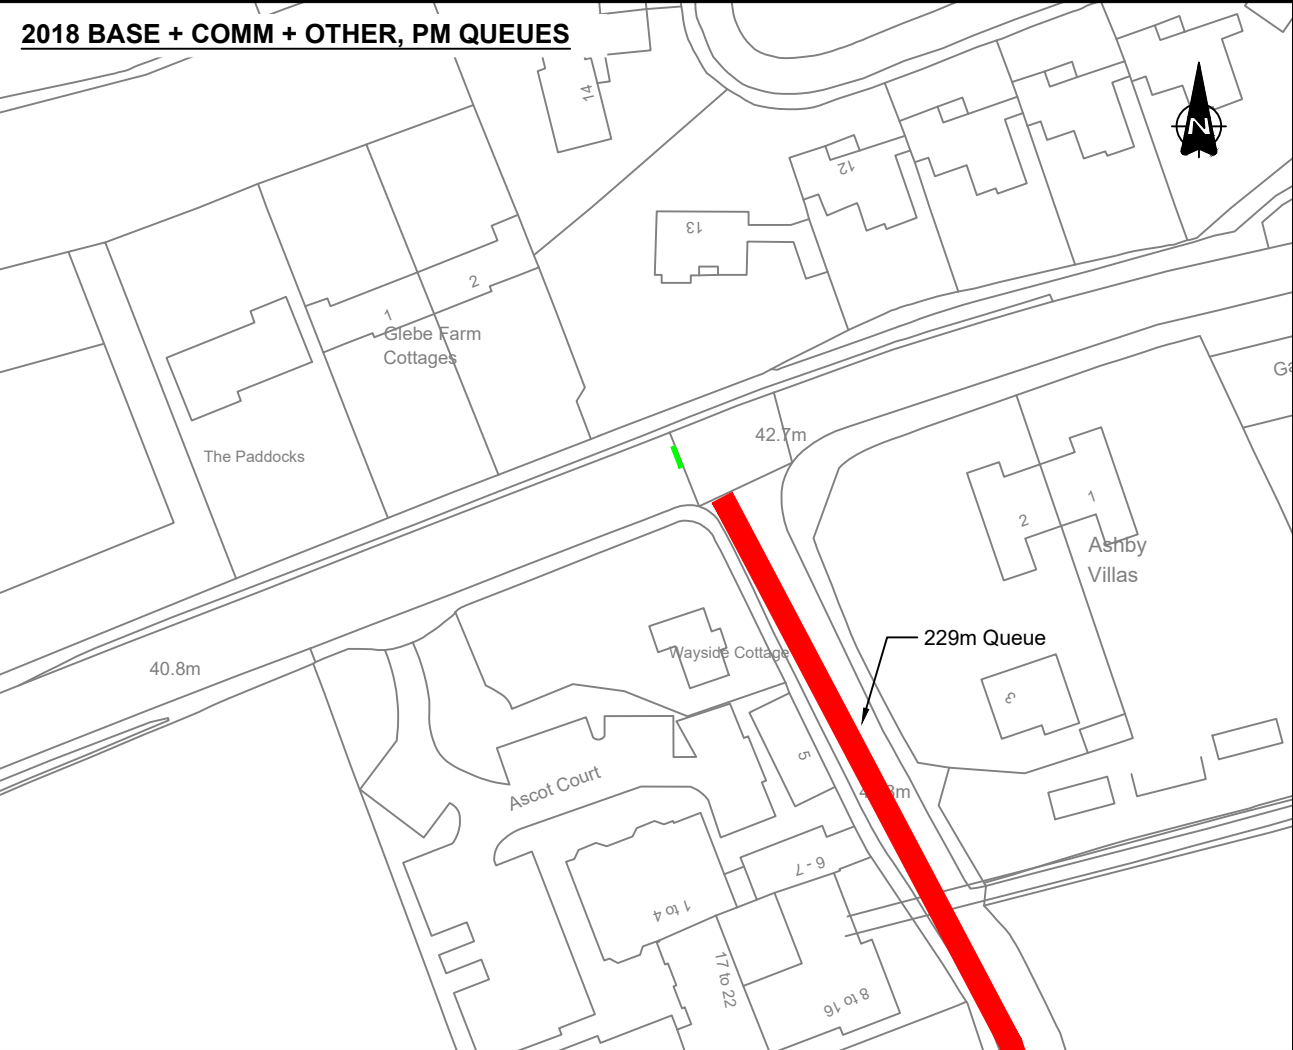 2018 BASE + COMM + OTHER, PM QUEUES
14
N
12
13
2
1
Glebe Farm
Cottages
The Paddocks
42.7m
1
2
Ashby
Villas
229m Queue
Wayside Cottage
40.8m
3
5
Ascot Court
6 - 7
1 to 4
17 to 22
8 to 16